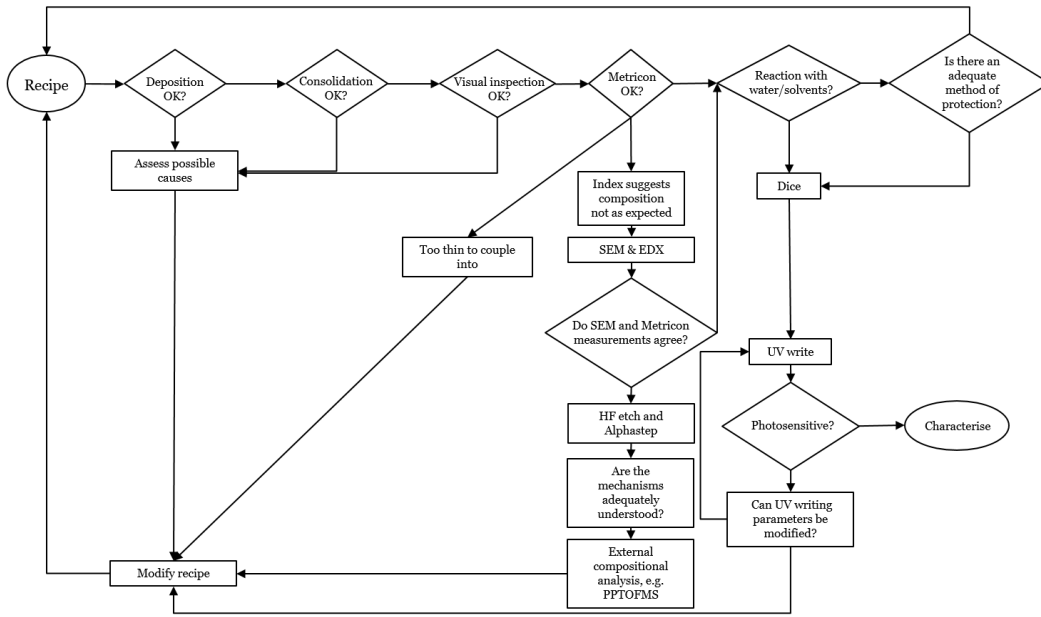 Recipe
Deposition
OK?
Consolidation
OK?
Visual inspection
OK?
Metricon
OK?
Reaction with
water/solvents?
Is there an
adequate
method of
protection?
Assess possible
causes
Index suggests
composition
not as expected
Dice
Too thin to couple
into
SEM & EDX
Do SEM and Metricon
measurements agree?
UV write
HF etch and
Alphastep
Photosensitive?
Characterise
Are the
mechanisms
adequately
understood?
Can UV writing
parameters be
modified?
External
compositional
analysis, e.g.
PPTOFMS
Modify recipe